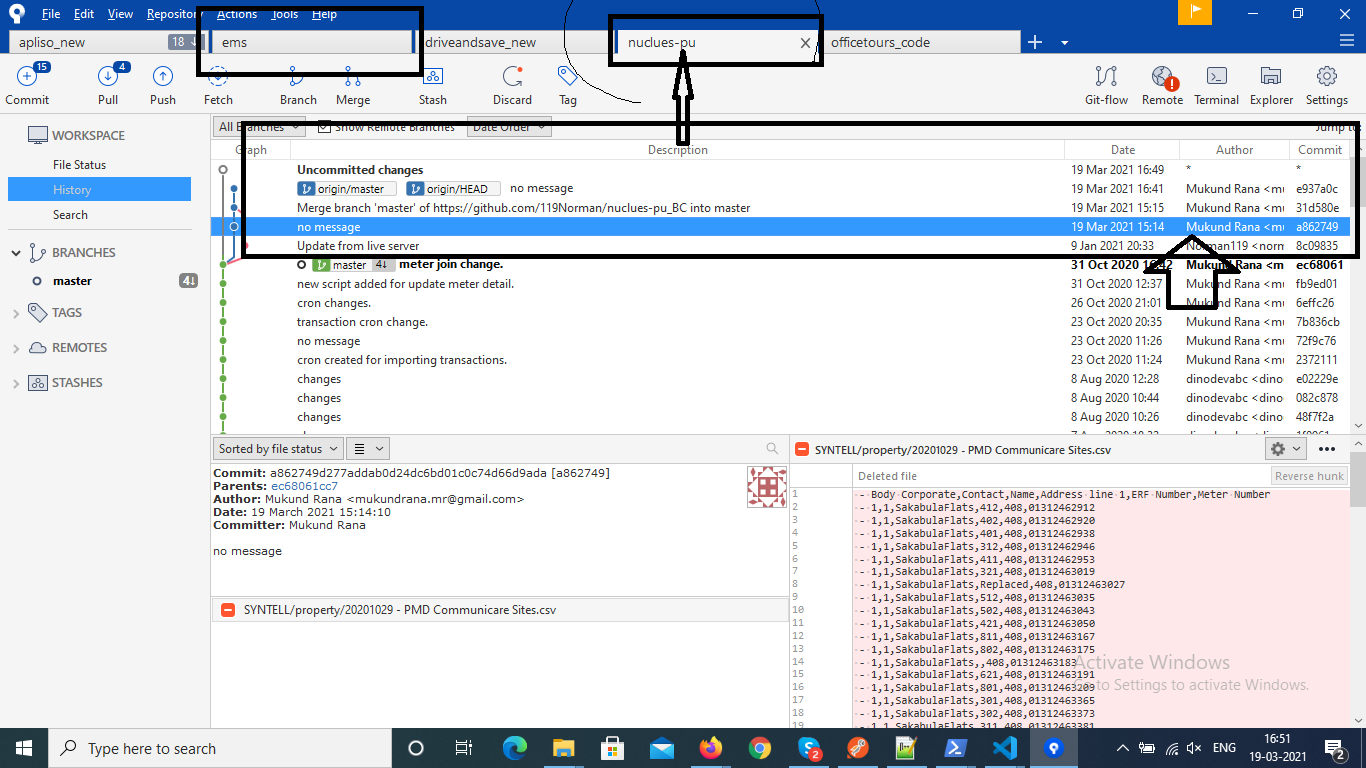 File Edit View Repository Actions Tools Help
apliso_new 18 ems driveandsave_new nuclues-pu officetours_code
15 4
Commit Pull Push Fetch Branch Merge Stash Discard Tag Git-flow Remote Terminal Explorer Settings
WORKSPACE
File Status
History
Search
BRANCHES
master 4↓
TAGS
REMOTES
STASHES
All Branches Show Remote Branches Date Order Jump to:
Graph Description Date Author Commit
Uncommitted changes 19 Mar 2021 16:49 * *
origin/master origin/HEAD no message 19 Mar 2021 16:41 Mukund Rana <mu e937a0c
Merge branch 'master' of https://github.com/119Norman/nuclues-pu_BC into master 19 Mar 2021 15:15 Mukund Rana <mu 31d580e
no message 19 Mar 2021 15:14 Mukund Rana <mu a862749
Update from live server 9 Jan 2021 20:33 Norman119 <norm 8c09835
master 4↓ meter join change. 31 Oct 2020 16:42 Mukund Rana <m ec68061
new script added for update meter detail. 31 Oct 2020 12:37 Mukund Rana <mu fb9ed01
cron changes. 26 Oct 2020 21:01 Mukund Rana <mu 6effc26
transaction cron change. 23 Oct 2020 20:35 Mukund Rana <mu 7b836cb
no message 23 Oct 2020 11:26 Mukund Rana <mu 72f9c76
cron created for importing transactions. 23 Oct 2020 11:24 Mukund Rana <mu 2372111
changes 8 Aug 2020 12:28 dinodevabc <dino e02229e
changes 8 Aug 2020 10:44 dinodevabc <dino 082c878
changes 8 Aug 2020 10:26 dinodevabc <dino 48f7f2a
Sorted by file status
Commit: a862749d277addab0d24dc6bd01c0c74d66d9ada [a862749]
Parents: ec68061cc7
Author: Mukund Rana <mukundrana.mr@gmail.com>
Date: 19 March 2021 15:14:10
Committer: Mukund Rana
no message
SYNTELL/property/20201029 - PMD Communicare Sites.csv
SYNTELL/property/20201029 - PMD Communicare Sites.csv
Deleted file Reverse hunk
1 - Body Corporate,Contact,Name,Address line 1,ERF Number,Meter Number
2 - 1,1,SakabulaFlats,412,408,01312462912
3 - 1,1,SakabulaFlats,402,408,01312462920
4 - 1,1,SakabulaFlats,401,408,01312462938
5 - 1,1,SakabulaFlats,312,408,01312462946
6 - 1,1,SakabulaFlats,411,408,01312462953
7 - 1,1,SakabulaFlats,321,408,01312463019
8 - 1,1,SakabulaFlats,Replaced,408,01312463027
9 - 1,1,SakabulaFlats,512,408,01312463035
10 - 1,1,SakabulaFlats,502,408,01312463043
11 - 1,1,SakabulaFlats,421,408,01312463050
12 - 1,1,SakabulaFlats,811,408,01312463167
13 - 1,1,SakabulaFlats,802,408,01312463175
14 - 1,1,SakabulaFlats,,408,01312463183
15 - 1,1,SakabulaFlats,621,408,01312463191
16 - 1,1,SakabulaFlats,801,408,01312463209
17 - 1,1,SakabulaFlats,301,408,01312463365
18 - 1,1,SakabulaFlats,302,408,01312463373
19 - 1,1,SakabulaFlats,311,408,01312463381
Activate Windows
Go to Settings to activate Windows.
Type here to search
2
ENG
16:51
19-03-2021
2